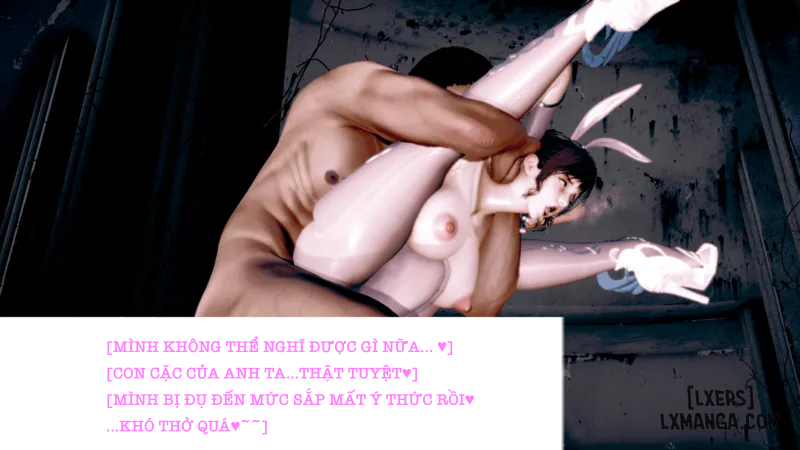 [MÌNH KHÔNG THỂ NGHĨ ĐƯỢC GÌ NỮA... ♥]
[CON CẶC CỦA ANH TA...THẬT TUYỆT♥]
[MÌNH BỊ ĐỤ ĐẾN MỨC SẮP MẤT Ý THỨC RỒI♥
...KHÓ THỞ QUÁ♥~~]
[LXERS]
LXMANGA.COM